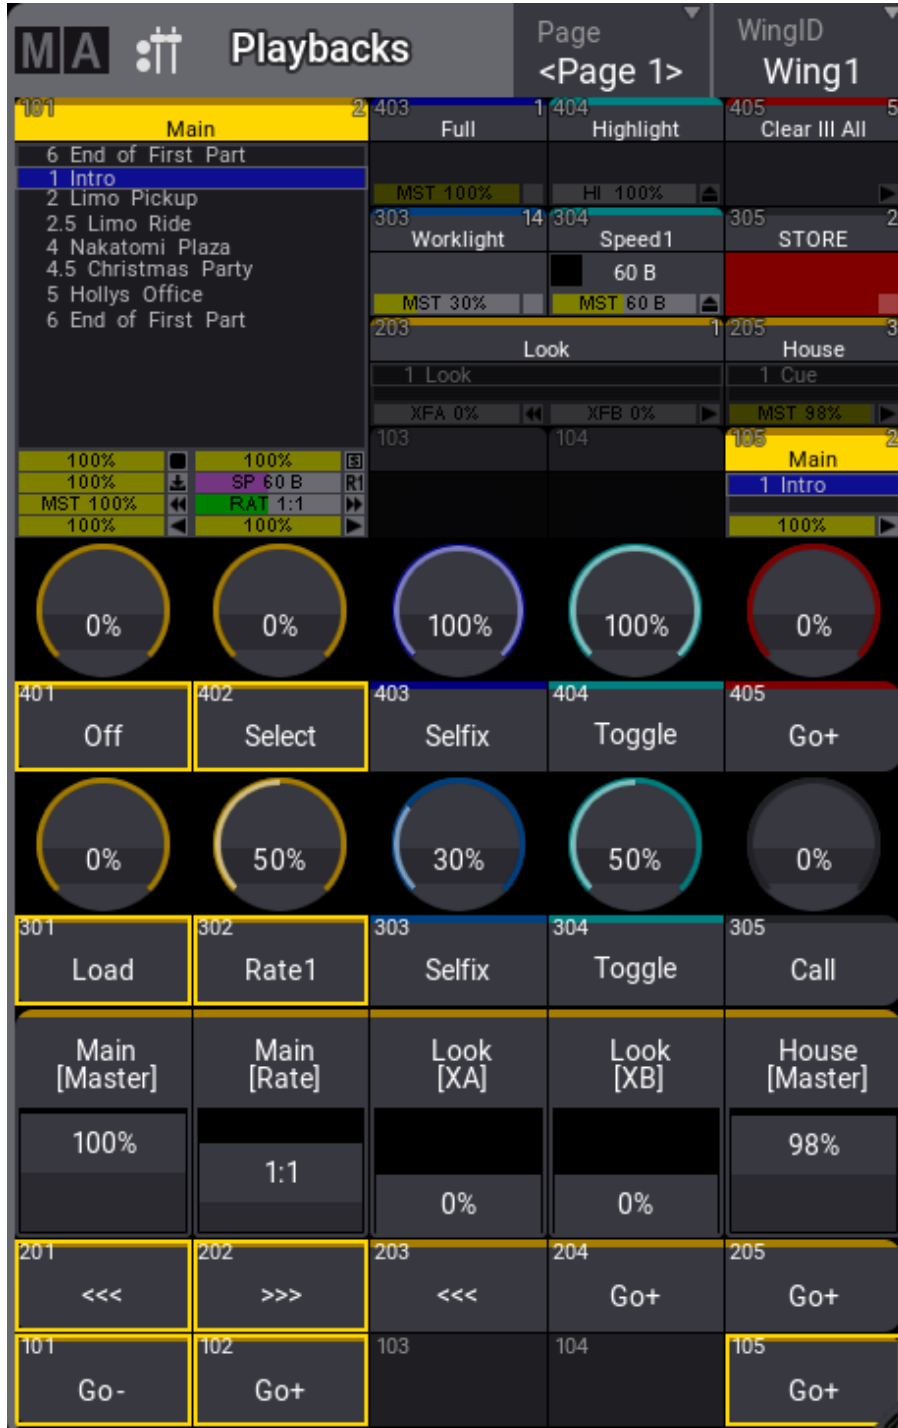 MA Playbacks Page WingID
<Page 1> Wing1
101 2 403 1 404 405 5
Main Full Highlight Clear III All
6 End of First Part
1 Intro
2 Limo Pickup MST 100% HI 100%
2.5 Limo Ride 303 14 304 305 2
4 Nakatomi Plaza Worklight Speed1 STORE
4.5 Christmas Party 60 B
5 Hollys Office MST 30% MST 60 B
6 End of First Part 203 1 205 3
Look House
1 Look 1 Cue
XFA 0% XFB 0% MST 98%
103 104 105 2
100% 100% S Main
100% SP 60 B R1 1 Intro
MST 100% RAT 1:1
100% 100% 100%
0% 0% 100% 100% 0%
401 402 403 404 405
Off Select Selfix Toggle Go+
0% 50% 30% 50% 0%
301 302 303 304 305
Load Rate1 Selfix Toggle Call
Main Main Look Look House
[Master] [Rate] [XA] [XB] [Master]
100% 1:1 0% 0% 98%
201 202 203 204 205
<<< >>> <<< Go+ Go+
101 102 103 104 105
Go- Go+ Go+